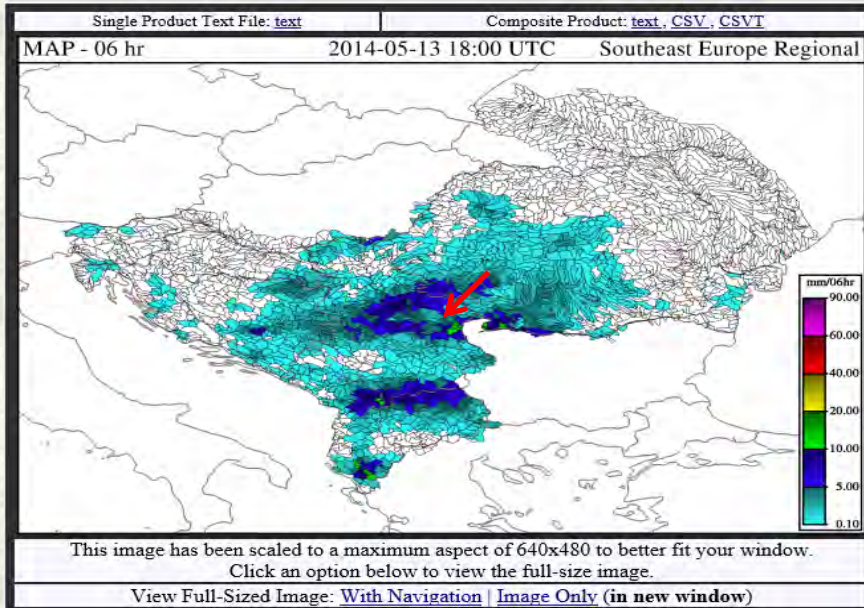 Single Product Text File: text Composite Product: text , CSV , CSVT
MAP - 06 hr 2014-05-13 18:00 UTC Southeast Europe Regional
mm/06hr
90.00
60.00
40.00
20.00
10.00
5.00
0.10
This image has been scaled to a maximum aspect of 640x480 to better fit your window.
Click an option below to view the full-size image.
View Full-Sized Image: With Navigation | Image Only (in new window)